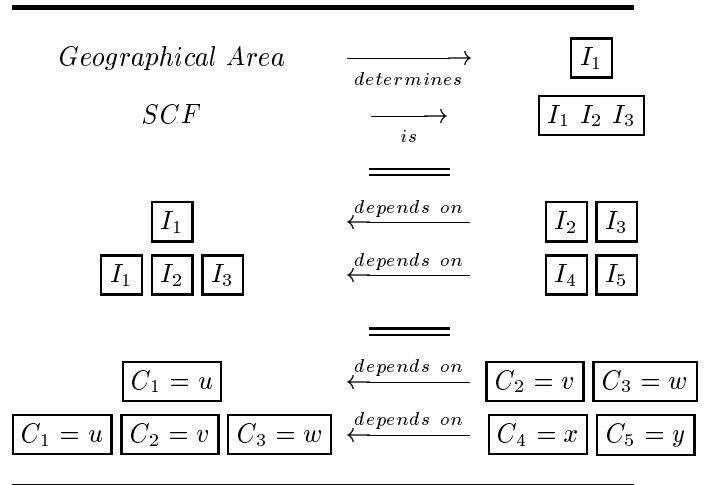 Geographical Area determines I₁
SCF is I₁ I₂ I₃
I₁ depends on I₂ I₃
I₁ I₂ I₃ depends on I₄ I₅
C₁ = u depends on C₂ = v C₃ = w
C₁ = u C₂ = v C₃ = w depends on C₄ = x C₅ = y